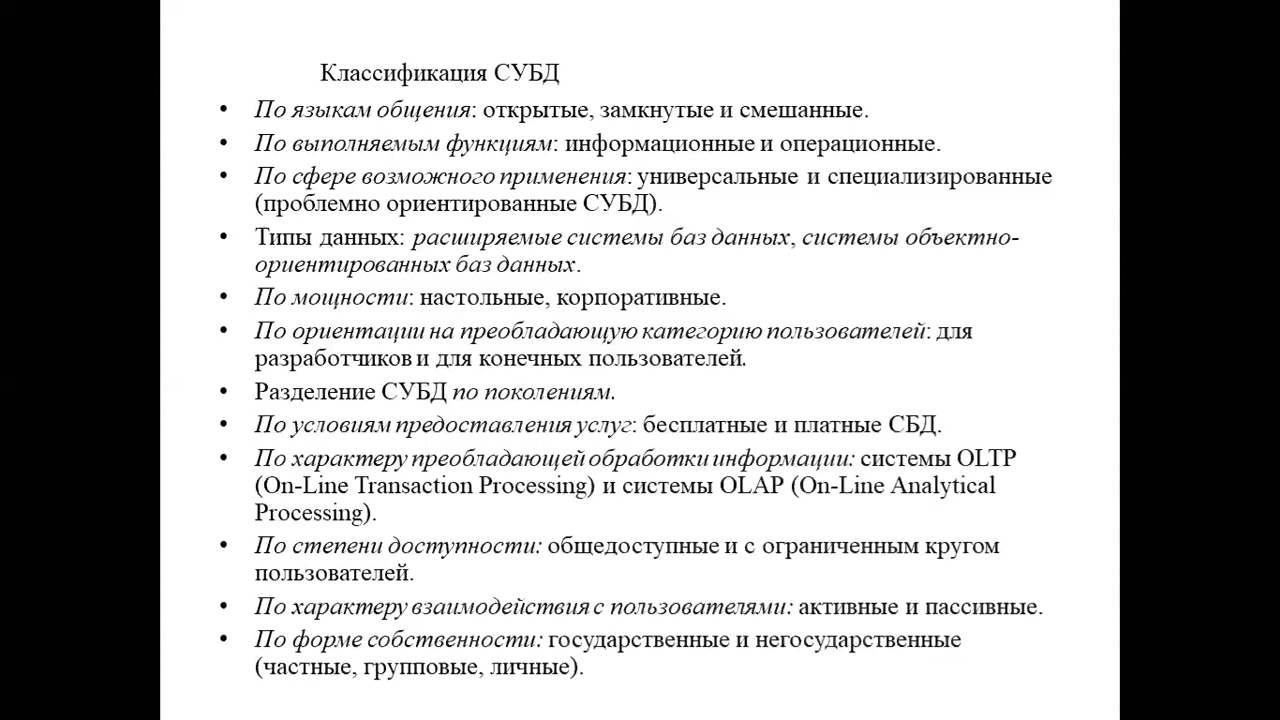 Классификация СУБД
• По языкам общения: открытые, замкнутые и смешанные.
• По выполняемым функциям: информационные и операционные.
• По сфере возможного применения: универсальные и специализированные
(проблемно ориентированные СУБД).
• Типы данных: расширяемые системы баз данных, системы объектно-
ориентированных баз данных.
• По мощности: настольные, корпоративные.
• По ориентации на преобладающую категорию пользователей: для
разработчиков и для конечных пользователей.
• Разделение СУБД по поколениям.
• По условиям предоставления услуг: бесплатные и платные СБД.
• По характеру преобладающей обработки информации: системы OLTP
(On-Line Transaction Processing) и системы OLAP (On-Line Analytical
Processing).
• По степени доступности: общедоступные и с ограниченным кругом
пользователей.
• По характеру взаимодействия с пользователями: активные и пассивные.
• По форме собственности: государственные и негосударственные
(частные, групповые, личные).